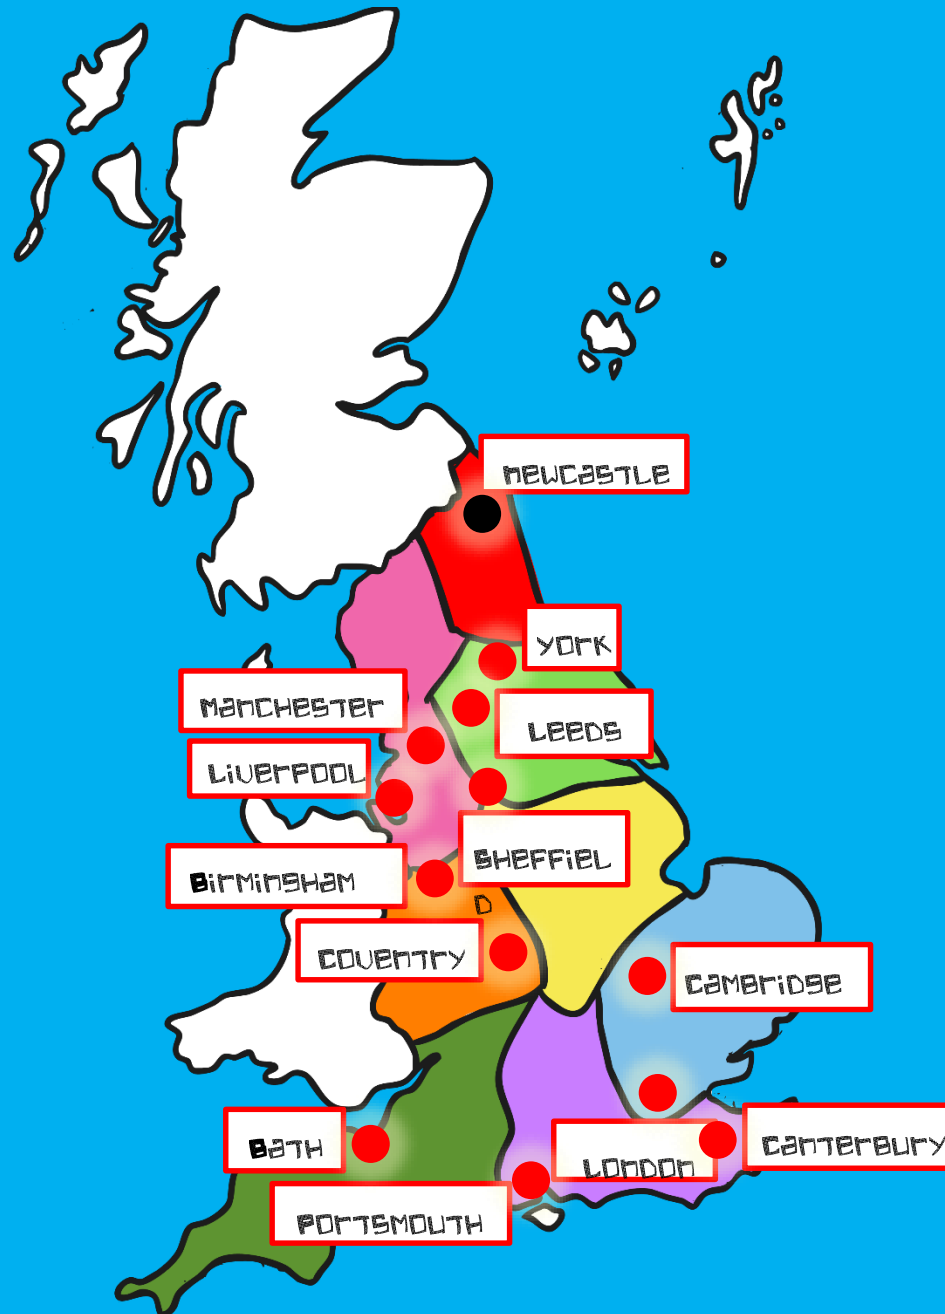 newcastle
york
Manchester
Leeds
Liverpool
Sheffiel
d
Birmingham
Coventry
Cambridge
Bath
London
Canterbury
Portsmouth